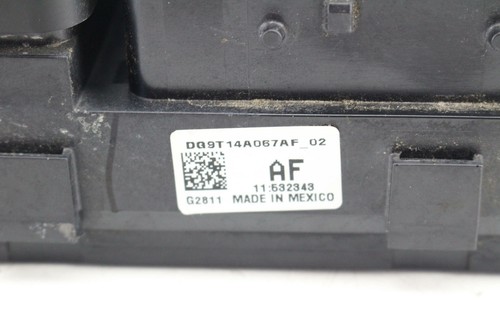 DG9T14A067AF_02
AF
11:532343
G2811 MADE IN MEXICO